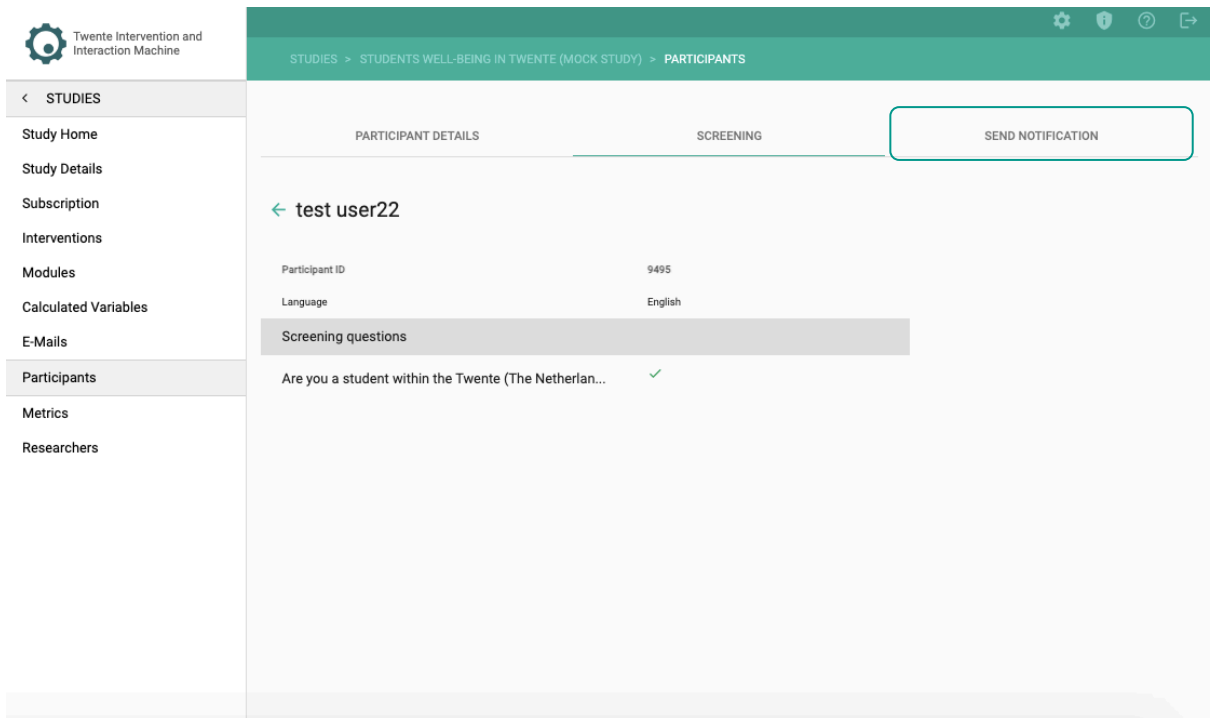 Twente Intervention and
Interaction Machine
STUDIES > STUDENTS WELL-BEING IN TWENTE (MOCK STUDY) > PARTICIPANTS
< STUDIES
Study Home
Study Details
Subscription
Interventions
Modules
Calculated Variables
E-Mails
Participants
Metrics
Researchers
PARTICIPANT DETAILS SCREENING SEND NOTIFICATION
← test user22
Participant ID 9495
Language English
Screening questions
Are you a student within the Twente (The Netherlan... ✓